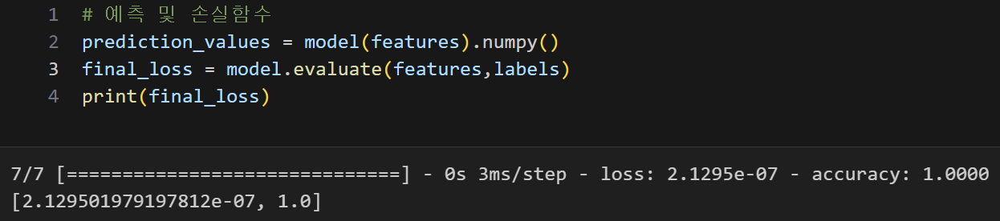 1 # 예측 및 손실함수
2 prediction_values = model(features).numpy()
3 final_loss = model.evaluate(features,labels)
4 print(final_loss)
7/7 [==============================] - 0s 3ms/step - loss: 2.1295e-07 - accuracy: 1.0000
[2.129501979197812e-07, 1.0]